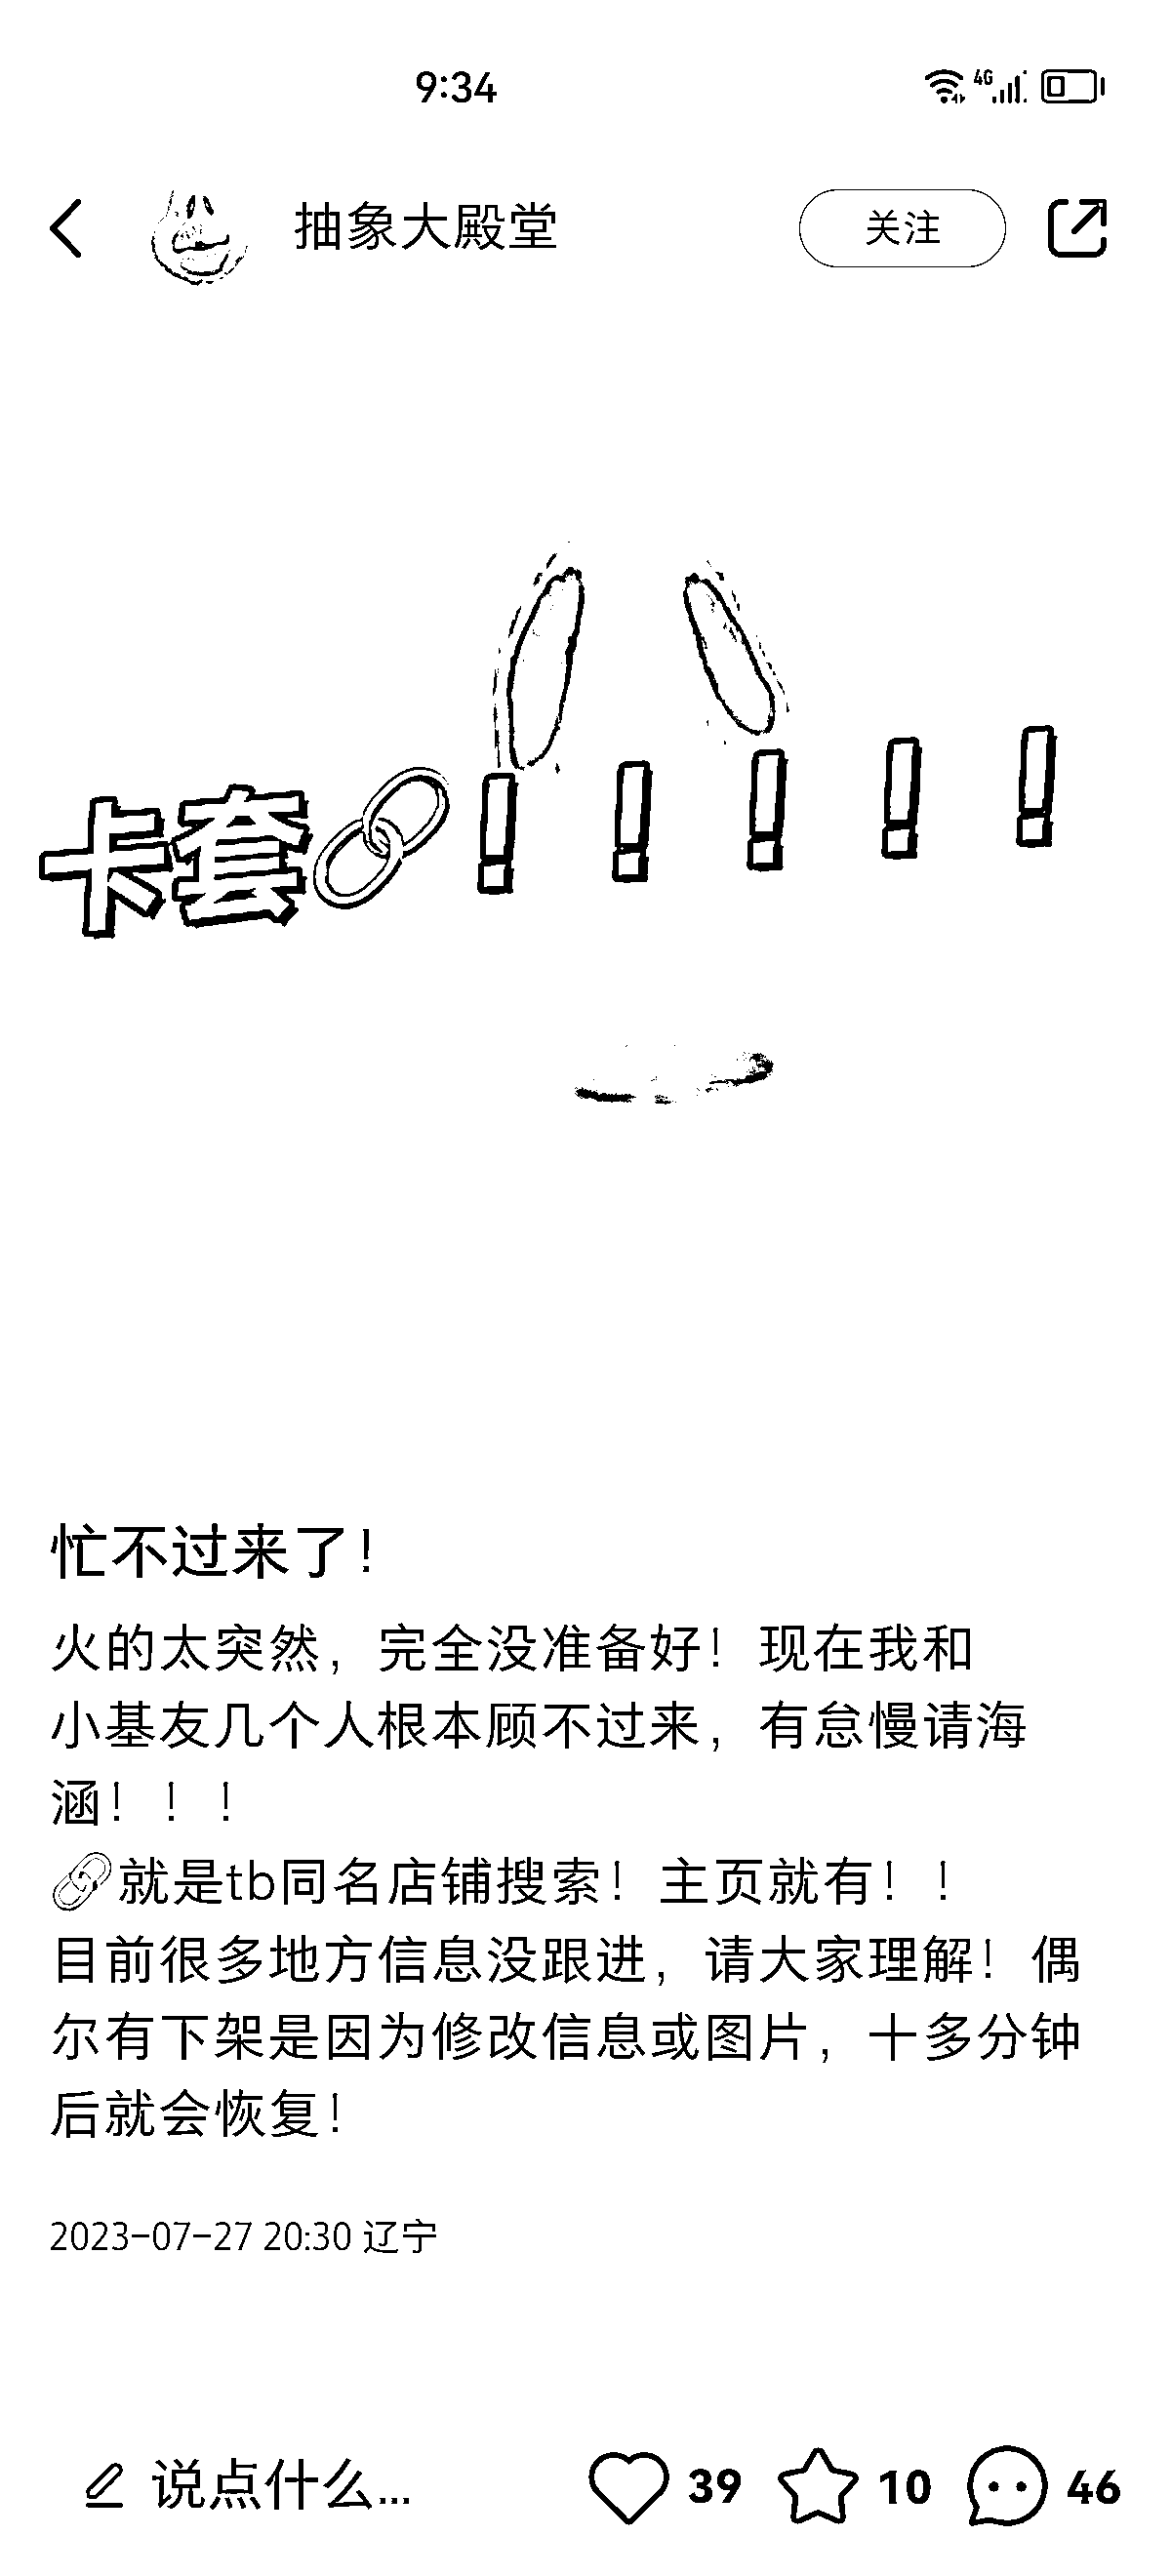 9:34
4G
抽象大殿堂
关注
卡套🔗！！！！！
忙不过来了！
火的太突然，完全没准备好！现在我和
小基友几个人根本顾不过来，有怠慢请海
涵！！！
🔗就是tb同名店铺搜索！主页就有！！
目前很多地方信息没跟进，请大家理解！偶
尔有下架是因为修改信息或图片，十多分钟
后就会恢复！
2023-07-27 20:30 辽宁
说点什么...
39
10
46